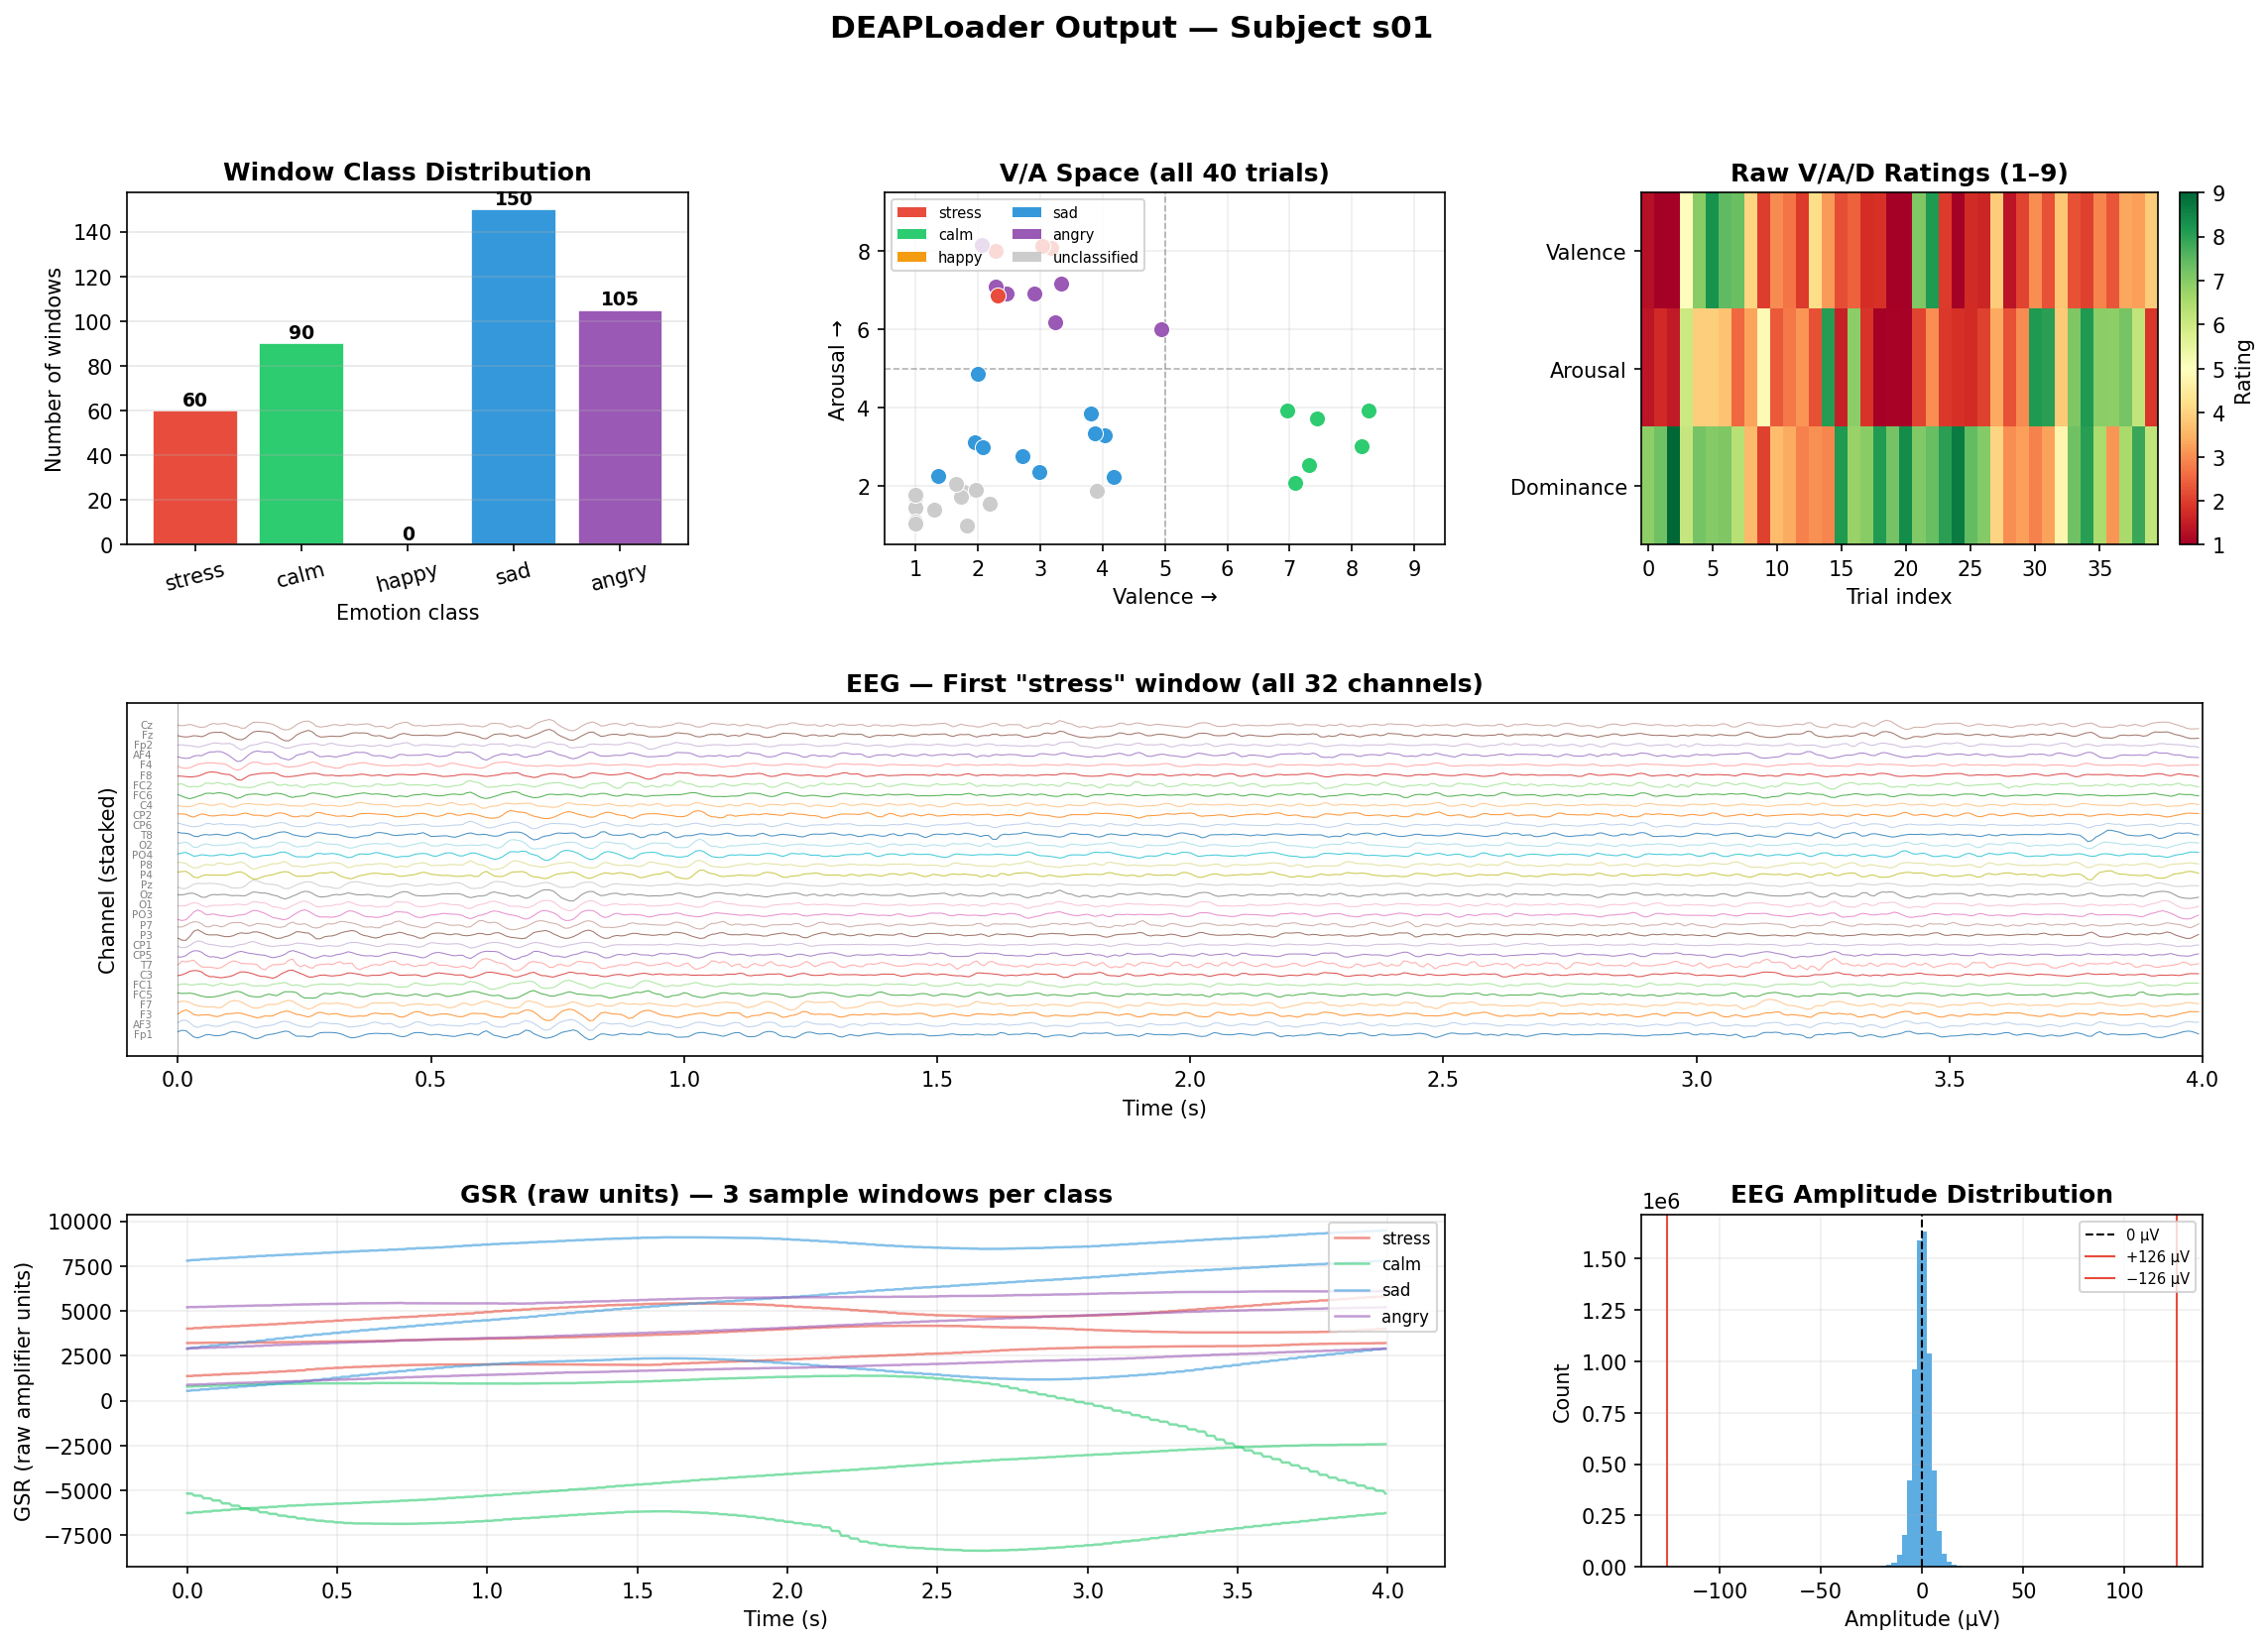 DEAPLoader Output — Subject s01
Window Class Distribution
Number of windows
140
120
100
80
60
40
20
0
60
90
0
150
105
stress
calm
happy
sad
angry
Emotion class
V/A Space (all 40 trials)
stress
calm
happy
sad
angry
unclassified
Arousal →
8
6
4
2
1 2 3 4 5 6 7 8 9
Valence →
Raw V/A/D Ratings (1–9)
Valence
Arousal
Dominance
0 5 10 15 20 25 30 35
Trial index
9
8
7
6
5
4
3
2
1
Rating
EEG — First "stress" window (all 32 channels)
Channel (stacked)
Cz
Fz
Fp2
AF4
F4
F8
FC2
FC6
C4
CP2
CP6
T8
O2
PO4
P8
P4
Pz
Oz
O1
PO3
P7
P3
CP1
CP5
T7
C3
FC1
FC5
F7
F3
AF3
Fp1
0.0 0.5 1.0 1.5 2.0 2.5 3.0 3.5 4.0
Time (s)
GSR (raw units) — 3 sample windows per class
GSR (raw amplifier units)
10000
7500
5000
2500
0
−2500
−5000
−7500
stress
calm
sad
angry
0.0 0.5 1.0 1.5 2.0 2.5 3.0 3.5 4.0
Time (s)
EEG Amplitude Distribution
1e6
Count
1.50
1.25
1.00
0.75
0.50
0.25
0.00
0 μV
+126 μV
−126 μV
−100 −50 0 50 100
Amplitude (μV)